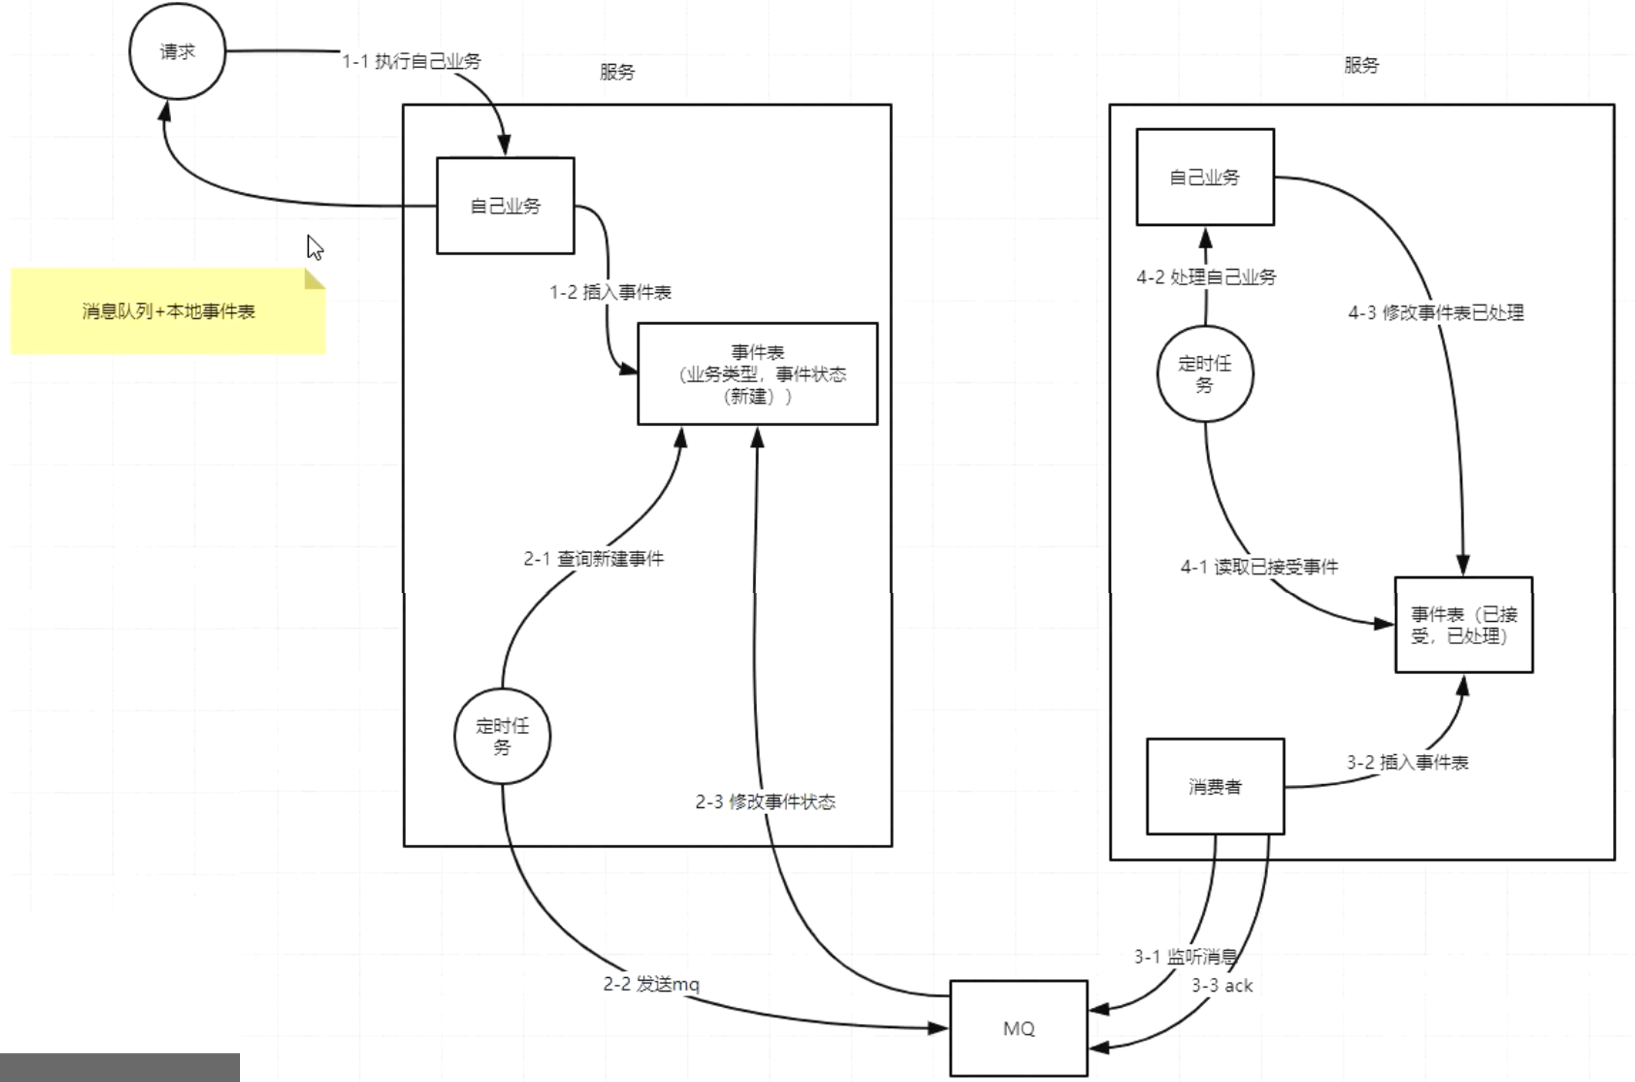 请求
1-1 执行自己业务
服务
服务
自己业务
自己业务
4-2 处理自己业务
1-2 插入事件表
消息队列+本地事件表
4-3 修改事件表已处理
事件表
（业务类型，事件状态
（新建））
定时任
务
2-1 查询新建事件
4-1 读取已接受事件
事件表（已接
受，已处理）
定时任
务
3-2 插入事件表
消费者
2-3 修改事件状态
3-1 监听消息
2-2 发送mq
3-3 ack
MQ